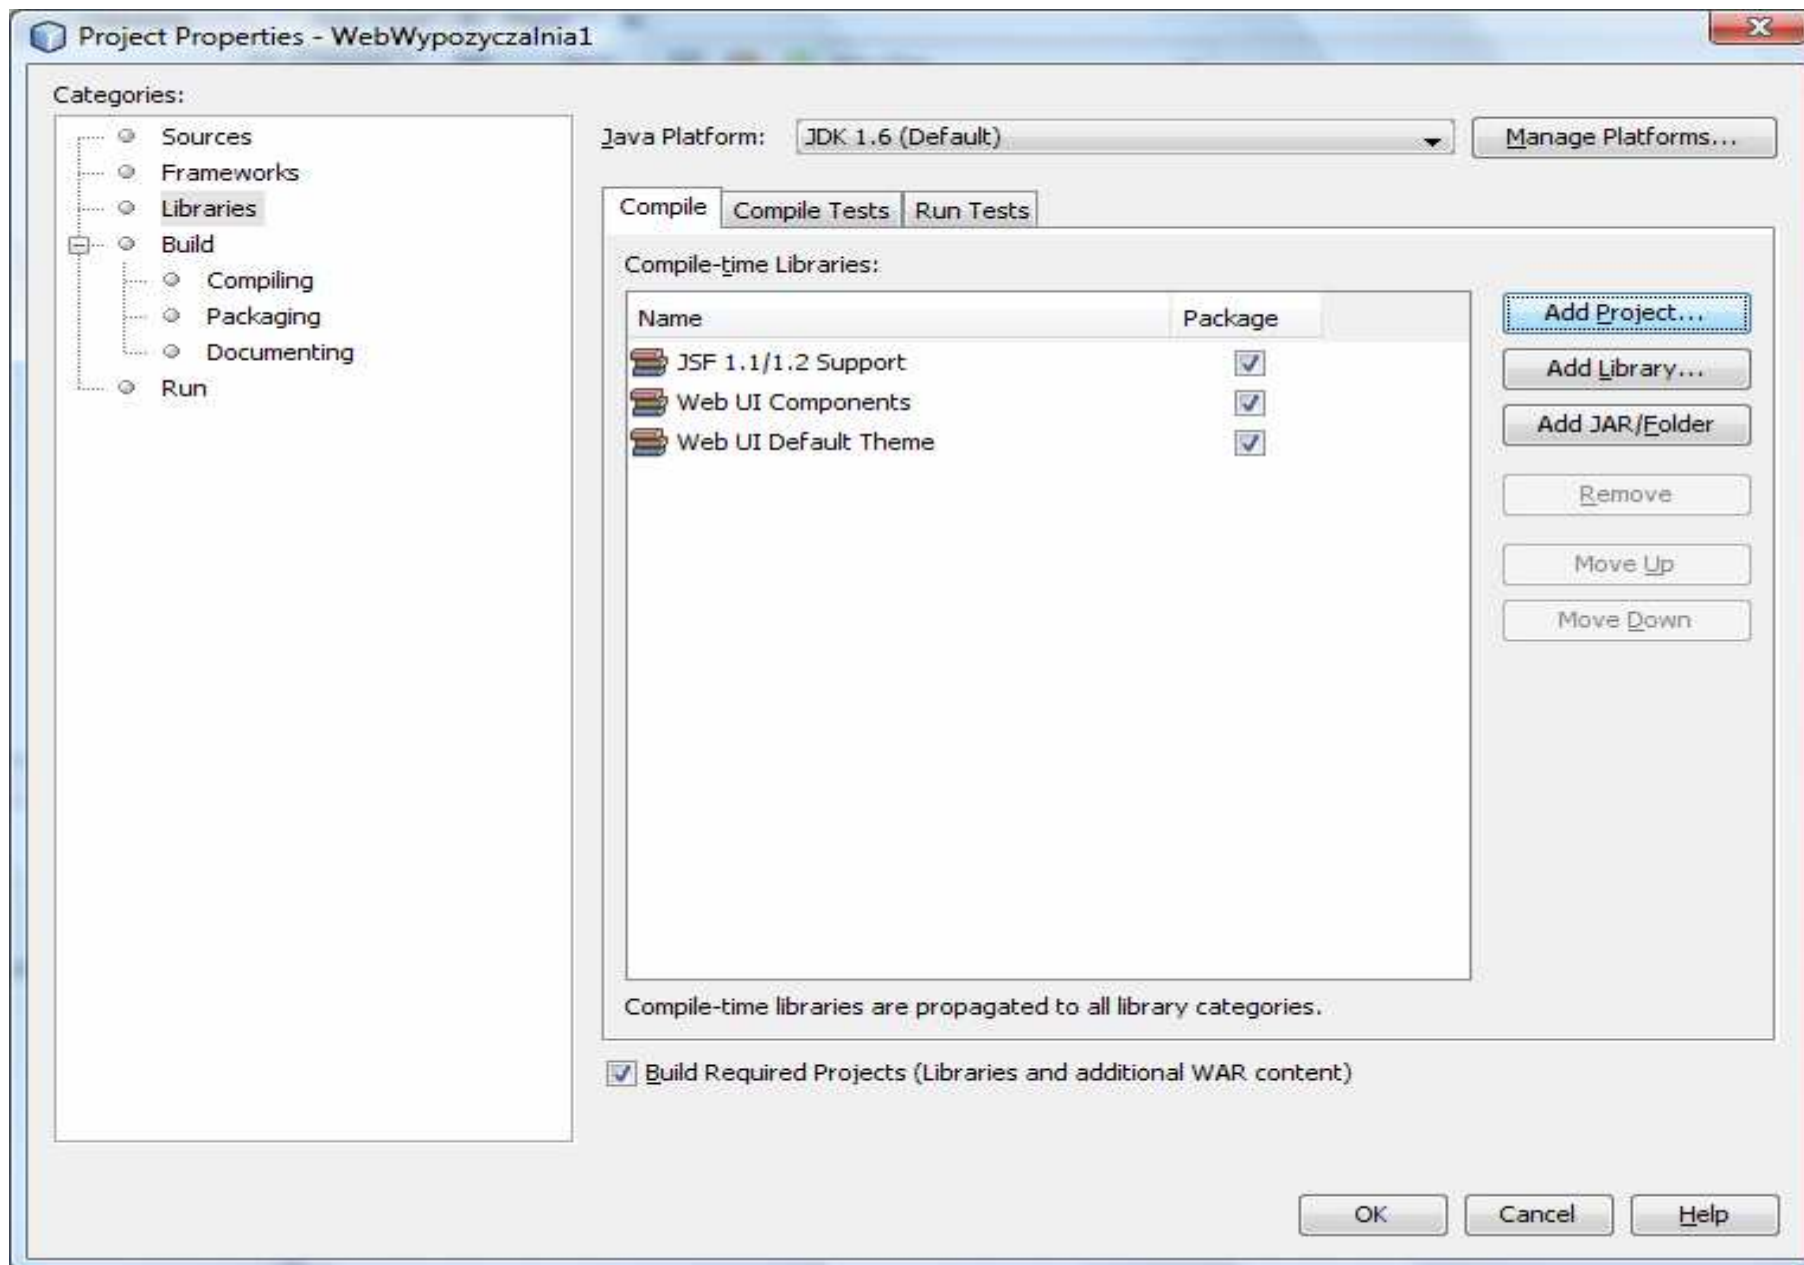 Project Properties - WebWypozyczalnia1
Categories:
Sources
Frameworks
Libraries
Build
Compiling
Packaging
Documenting
Run
Java Platform: JDK 1.6 (Default) Manage Platforms...
Compile Compile Tests Run Tests
Compile-time Libraries:
Name Package
JSF 1.1/1.2 Support
Web UI Components
Web UI Default Theme
Add Project...
Add Library...
Add JAR/Folder
Remove
Move Up
Move Down
Compile-time libraries are propagated to all library categories.
Build Required Projects (Libraries and additional WAR content)
OK Cancel Help